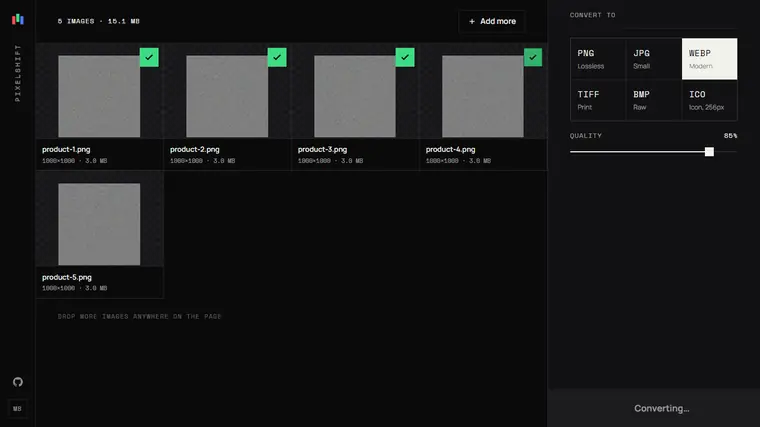 PIXELSHIFT
5 IMAGES · 15.1 MB
+ Add more
product-1.png
1000×1000 · 3.0 MB
product-2.png
1000×1000 · 3.0 MB
product-3.png
1000×1000 · 3.0 MB
product-4.png
1000×1000 · 3.0 MB
product-5.png
1000×1000 · 3.0 MB
DROP MORE IMAGES ANYWHERE ON THE PAGE
MB
CONVERT TO
PNG
Lossless
JPG
Small
WEBP
Modern
TIFF
Print
BMP
Raw
ICO
Icon, 256px
QUALITY
85%
Converting...